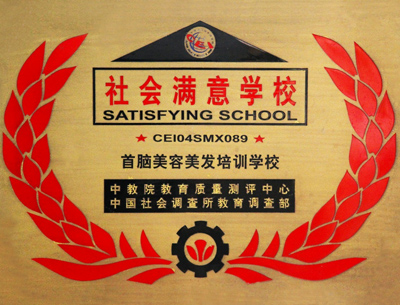 社会满意学校
SATISFYING SCHOOL
★ CEI04SMX089 ★
首脑美容美发培训学校
中教院教育质量测评中心
中国社会调查所教育调查部